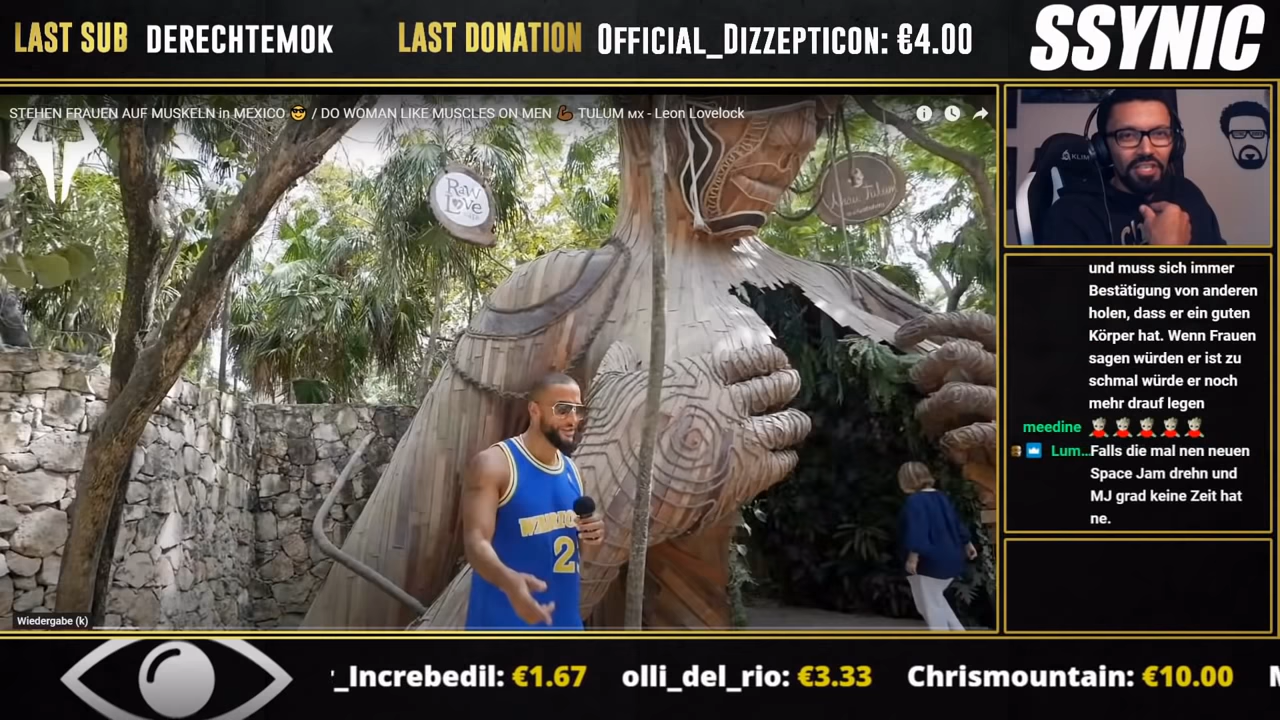 LAST SUB DERECHTEMOK LAST DONATION OFFICIAL_DIZZEPTICON: €4.00
SSYNIC
STEHEN FRAUEN AUF MUSKELN in MEXICO 😎 / DO WOMAN LIKE MUSCLES ON MEN 💪🏾 TULUM MX - Leon Lovelock
RAW
LOVE
KLIM
und muss sich immer
Bestätigung von anderen
holen, dass er ein guten
Körper hat. Wenn Frauen
sagen würden er ist zu
schmal würde er noch
mehr drauf legen
meedine
Lum... Falls die mal nen neuen
Space Jam drehn und
MJ grad keine Zeit hat
ne.
Wiedergabe (k)
_Increbedil: €1.67 olli_del_rio: €3.33 Chrismountain: €10.00